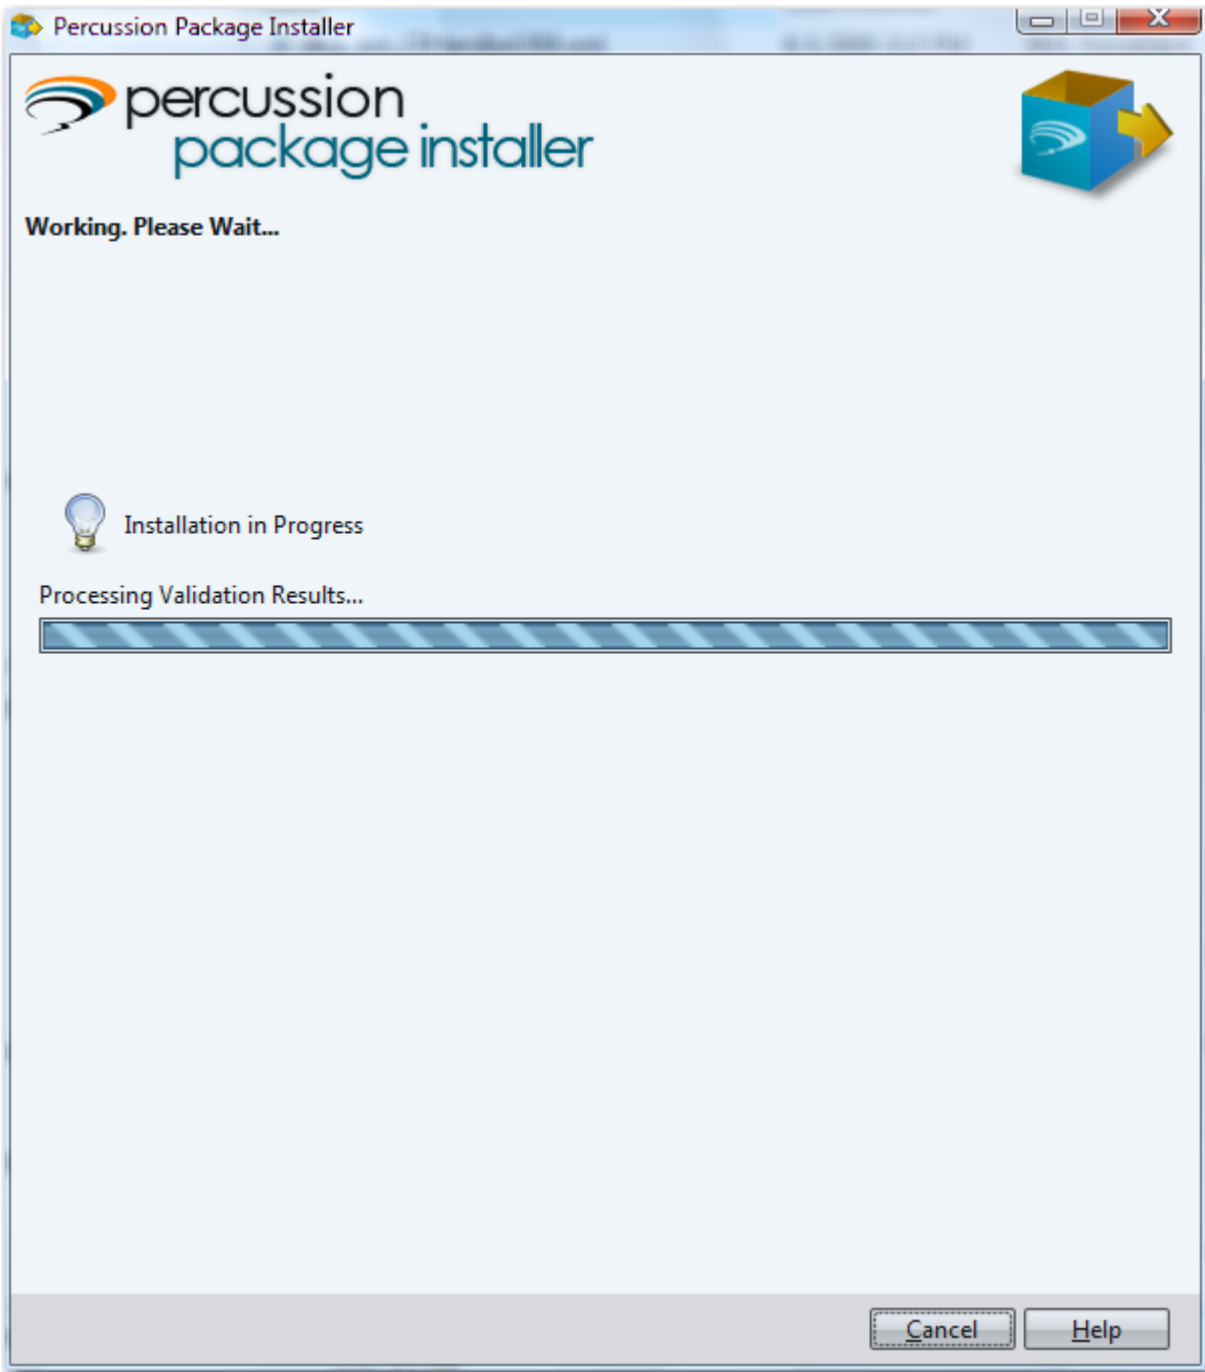 Percussion Package Installer
percussion
package installer
Working. Please Wait...
Installation in Progress
Processing Validation Results...
Cancel
Help